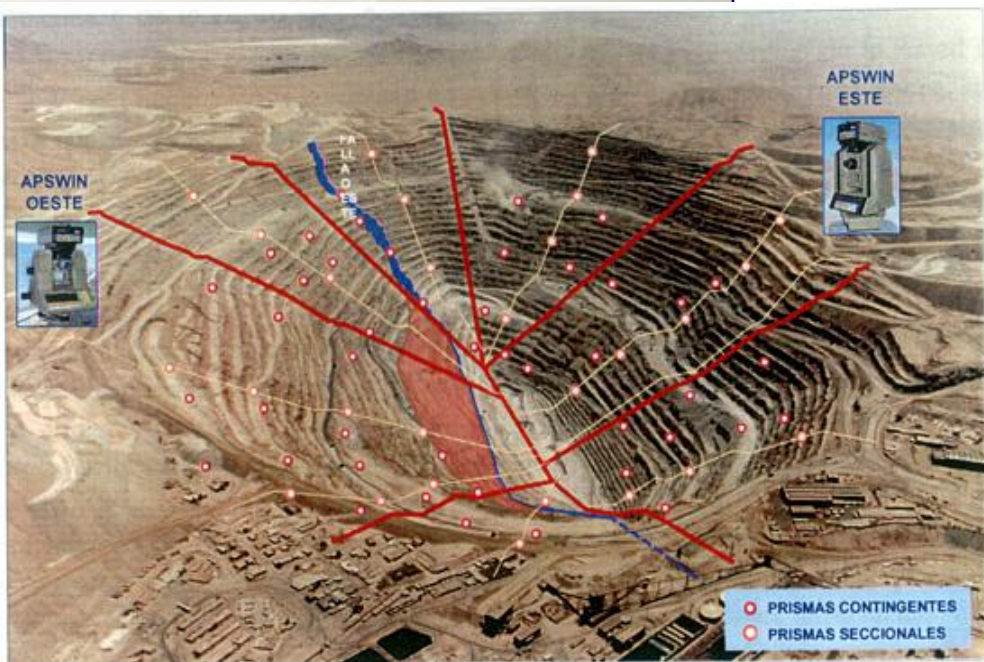 APSWIN
ESTE
APSWIN
OESTE
PRISMAS CONTINGENTES
PRISMAS SECCIONALES